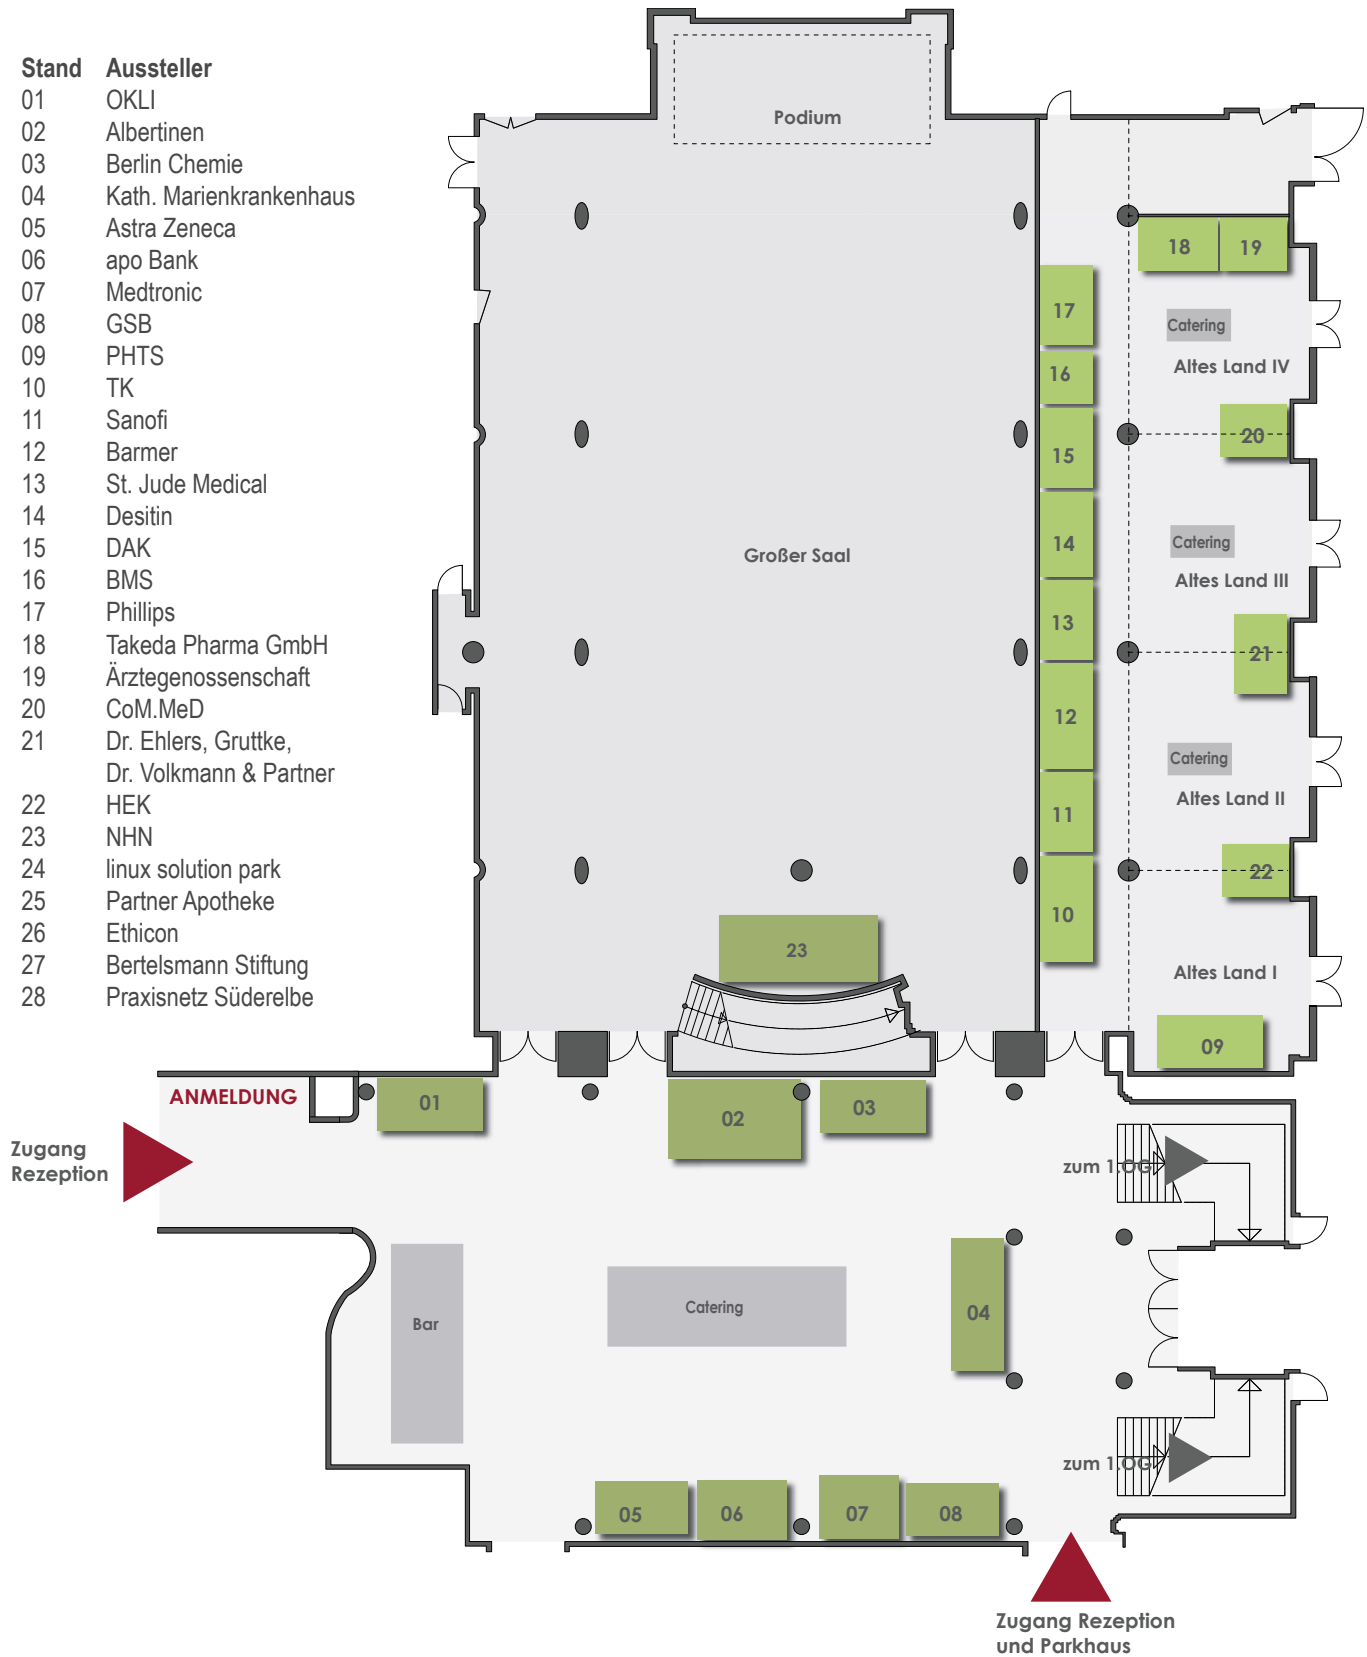 Stand Aussteller
01 OKLI
02 Albertinen
03 Berlin Chemie
04 Kath. Marienkrankenhaus
05 Astra Zeneca
06 apo Bank
07 Medtronic
08 GSB
09 PHTS
10 TK
11 Sanofi
12 Barmer
13 St. Jude Medical
14 Desitin
15 DAK
16 BMS
17 Phillips
18 Takeda Pharma GmbH
19 Ärztegenossenschaft
20 CoM.MeD
21 Dr. Ehlers, Gruttke,
Dr. Volkmann & Partner
22 HEK
23 NHN
24 linux solution park
25 Partner Apotheke
26 Ethicon
27 Bertelsmann Stiftung
28 Praxisnetz Süderelbe
Podium
18 19
17
Catering
Altes Land IV
16
20
15
14
Catering
Großer Saal
Altes Land III
13
21
12
Catering
Altes Land II
11
22
10
23
Altes Land I
09
ANMELDUNG
01
02
03
Zugang
Rezeption
zum 1.OG
Bar
Catering
04
zum 1.OG
05
06
07
08
Zugang Rezeption
und Parkhaus